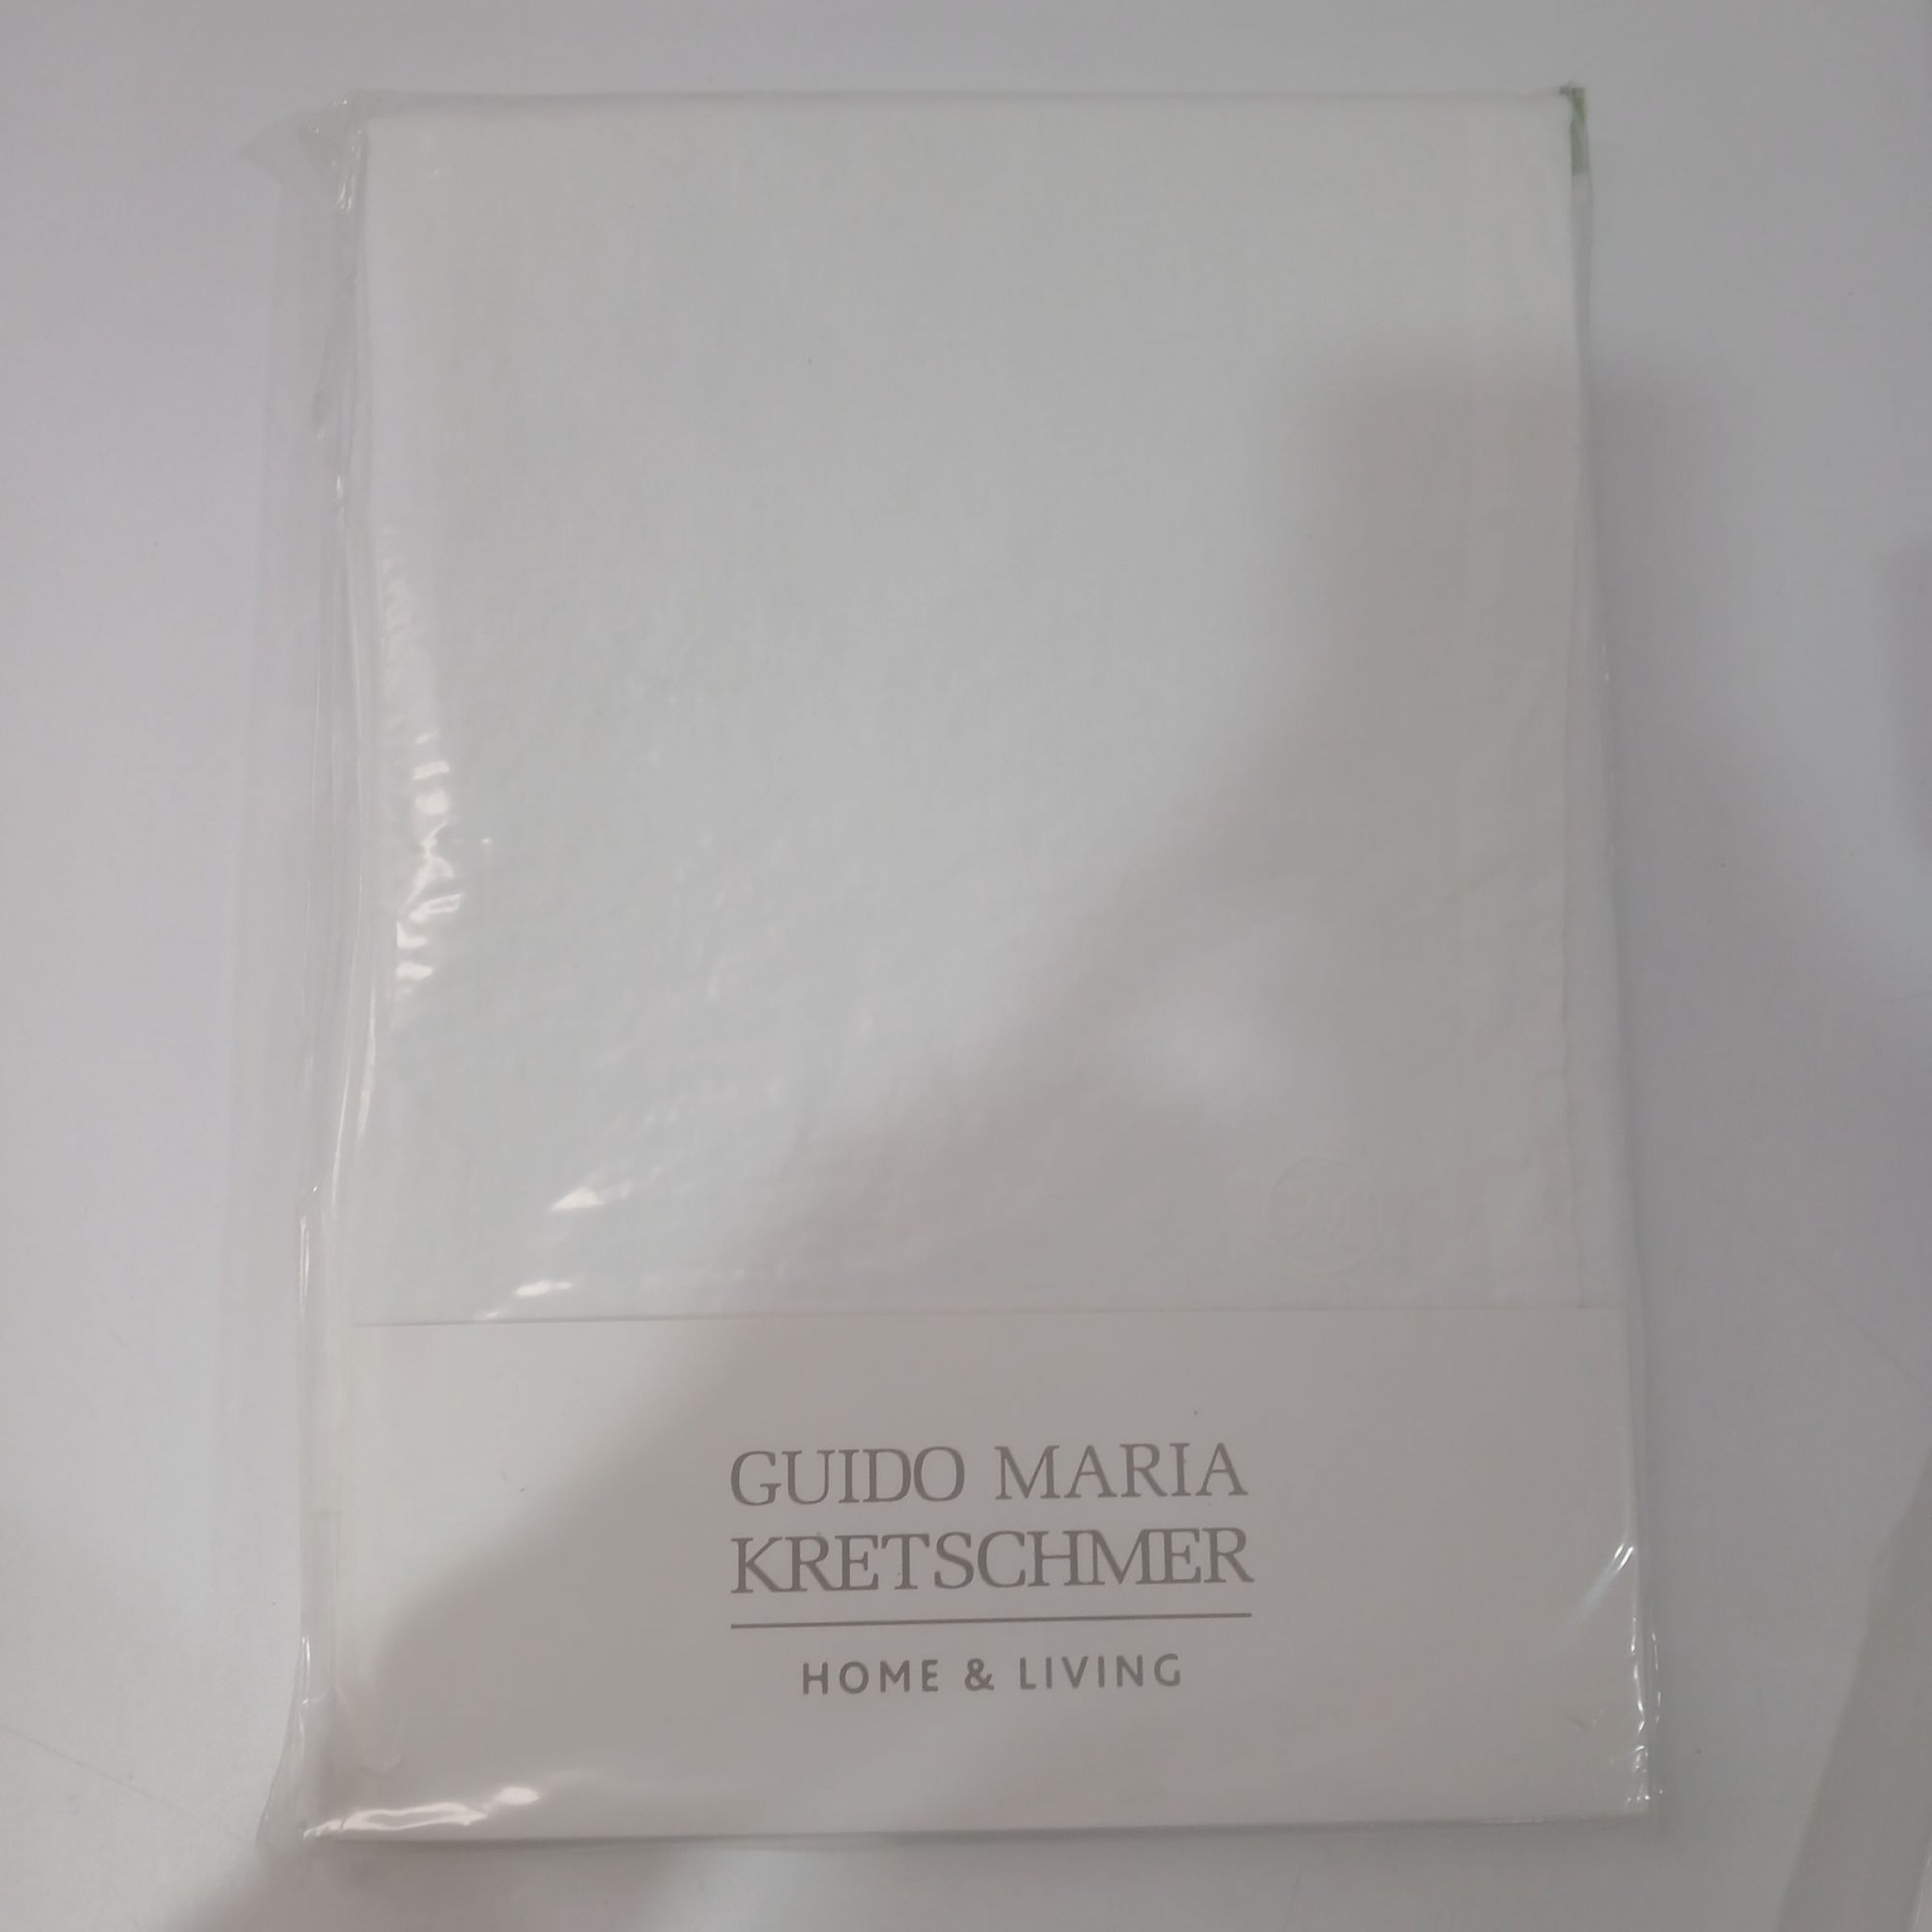 GUIDO MARIA
KRETSCHMER
HOME & LIVING